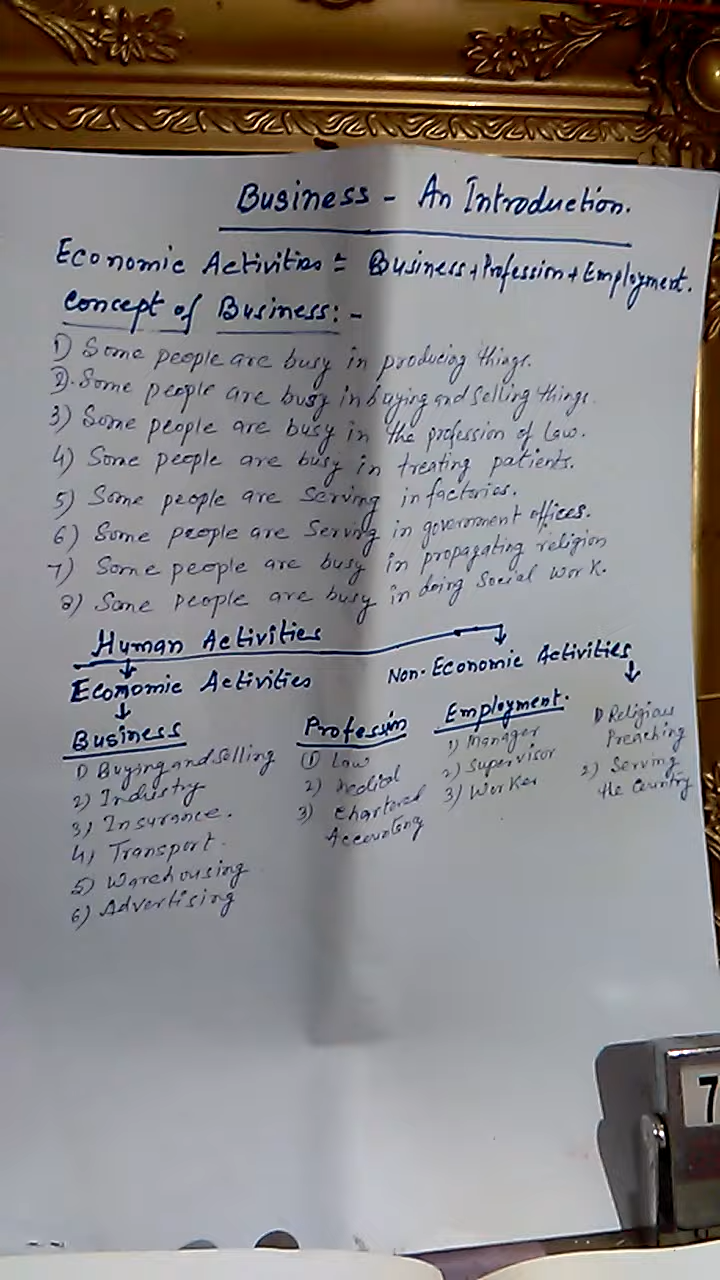 Business - An Introduction.
Economic Activities = Business + Profession + Employment.
Concept of Business: -
1) Some people are busy in producing things.
2). Some people are busy in buying and selling things.
3) Some people are busy in the profession of law.
4) Some people are busy in treating patients.
5) Some people are serving in factories.
6) Some people are serving in government offices.
7) Some people are busy in propagating religion
8) Some people are busy in doing social work.
Human Activities
Economic Activities
Non-Economic Activities
Business
1) Buying and selling
2) Industry
3) Insurance.
4) Transport.
5) Warehousing
6) Advertising
Profession
1) Law
2) Medical
3) Chartered
Accounting
Employment.
1) Manager
2) Supervisor
3) Worker
1) Religious
Preaching
2) Serving
the Country
7